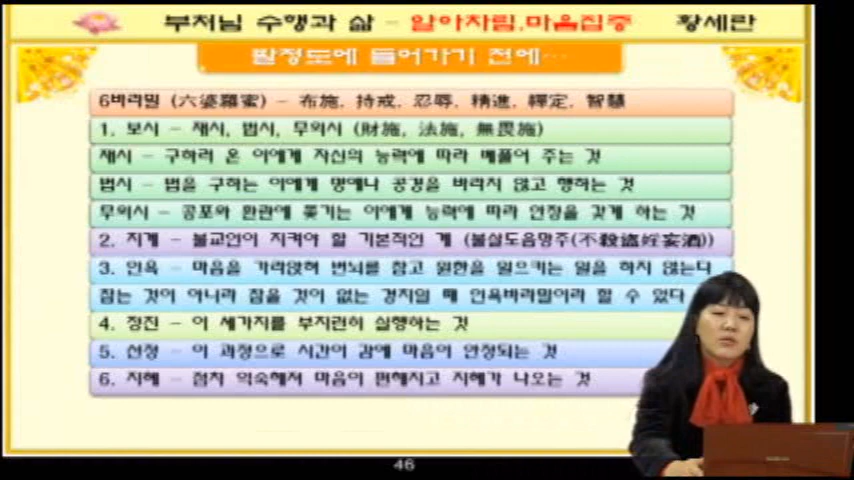 부처님 수행과 삶 - 알아차림,마음집중 황세란
팔정도에 들어가기 전에…
6바라밀 (六婆羅蜜) - 布施, 持戒, 忍辱, 精進, 禪定, 智慧
1. 보시 - 재시, 법시, 무외시 (財施, 法施, 無畏施)
재시 - 구하러 온 이에게 자신의 능력에 따라 베풀어 주는 것
법시 - 법을 구하는 이에게 명예나 공경을 바라지 않고 행하는 것
무외시 - 공포와 환란에 쫓기는 이에게 능력에 따라 안정을 갖게 하는 것
2. 지계 - 불교인이 지켜야 할 기본적인 계 (불살도음망주(不殺盜婬妄酒))
3. 인욕 - 마음을 가라앉혀 번뇌를 참고 원한을 일으키는 일을 하지 않는다
참는 것이 아니라 참을 것이 없는 경지일 때 인욕바라밀이라 할 수 있다
4. 정진 - 이 세가지를 부지런히 실행하는 것
5. 선정 - 이 과정으로 시간이 감에 마음이 안정되는 것
6. 지혜 - 점차 익숙해져 마음이 편해지고 지혜가 나오는 것
46